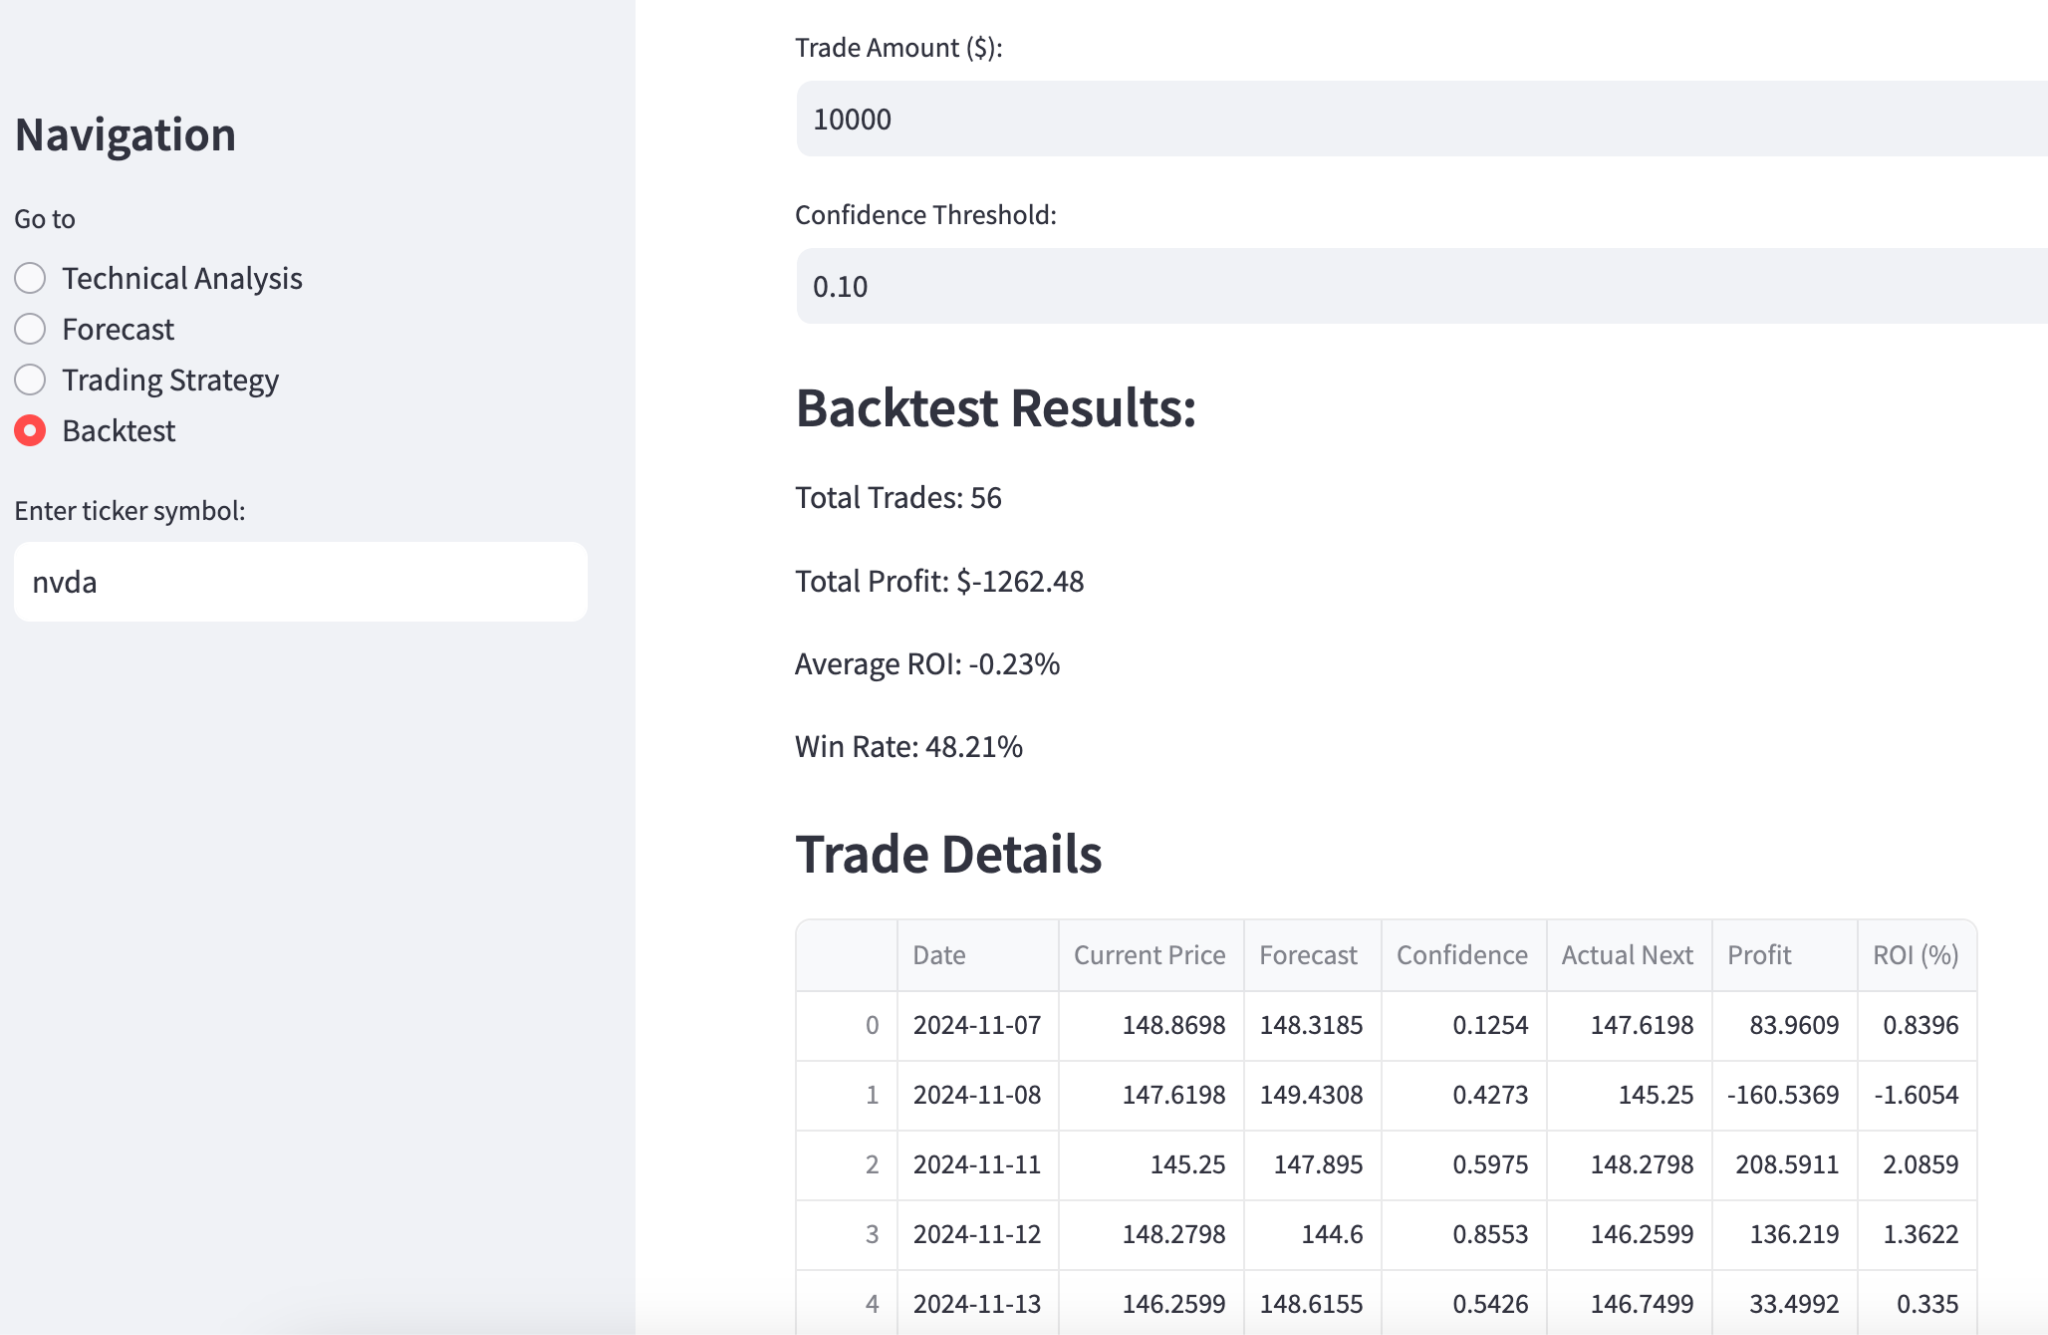 Navigation
Go to
Technical Analysis
Forecast
Trading Strategy
Backtest
Enter ticker symbol:
nvda
Trade Amount ($):
10000
Confidence Threshold:
0.10
Backtest Results:
Total Trades: 56
Total Profit: $-1262.48
Average ROI: -0.23%
Win Rate: 48.21%
Trade Details
Date Current Price Forecast Confidence Actual Next Profit ROI (%)
0 2024-11-07 148.8698 148.3185 0.1254 147.6198 83.9609 0.8396
1 2024-11-08 147.6198 149.4308 0.4273 145.25 -160.5369 -1.6054
2 2024-11-11 145.25 147.895 0.5975 148.2798 208.5911 2.0859
3 2024-11-12 148.2798 144.6 0.8553 146.2599 136.219 1.3622
4 2024-11-13 146.2599 148.6155 0.5426 146.7499 33.4992 0.335